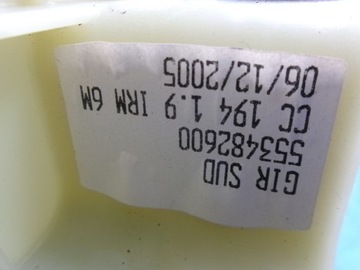 GIR SUD
553482600
CC 194 1.9 IRM 6M
06/12/2005